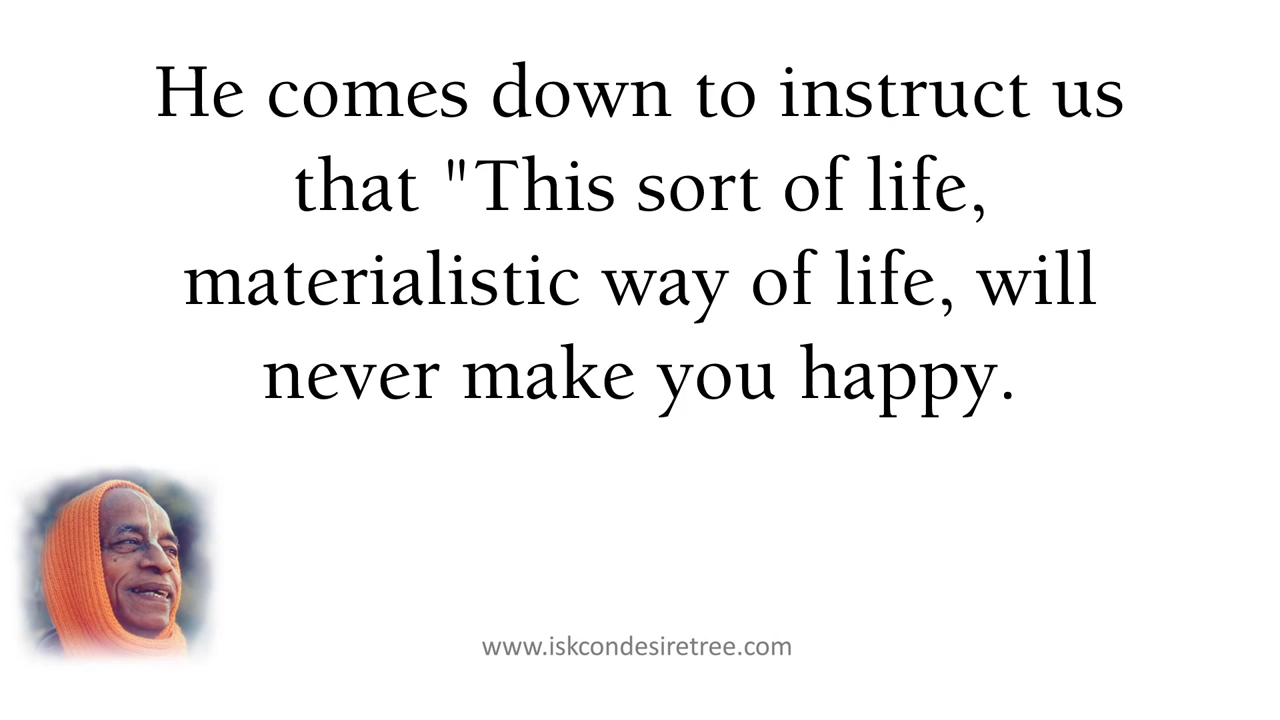 He comes down to instruct us
that "This sort of life,
materialistic way of life, will
never make you happy.
www.iskcondesiretree.com